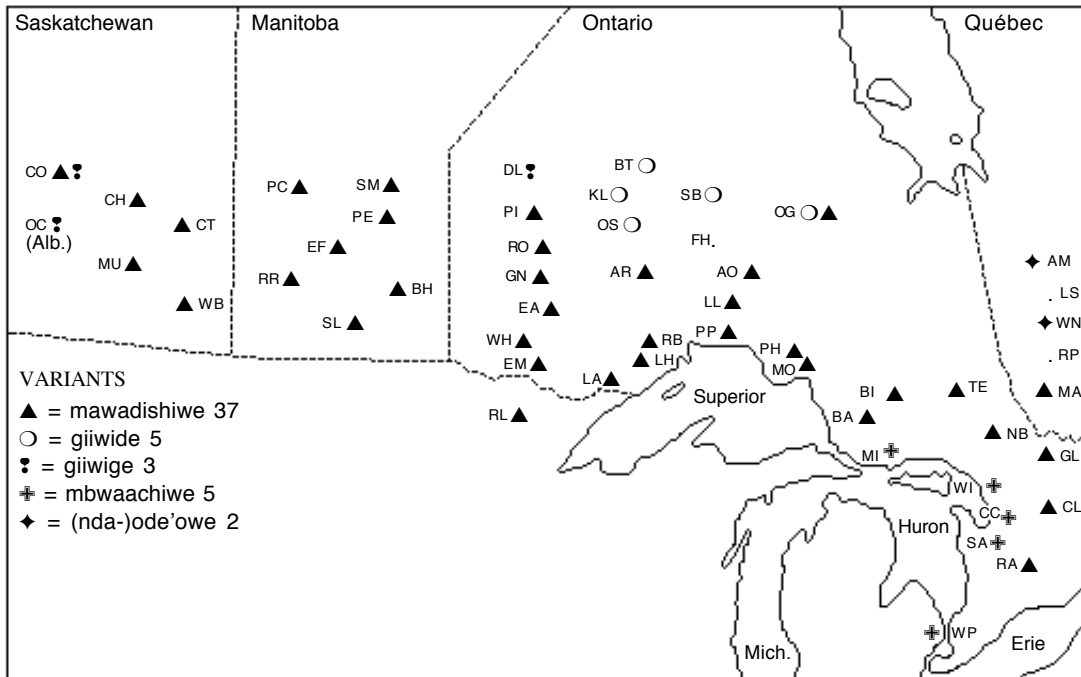 Saskatchewan
Manitoba
Ontario
Québec
CO
CH
OC
(Alb.)
CT
MU
WB
PC
SM
PE
EF
RR
BH
SL
DL
PI
RO
GN
EA
WH
EM
RL
BT
KL
SB
OS
OG
FH
AR
AO
LL
PP
RB
LH
LA
PH
MO
Superior
BI
BA
TE
NB
MI
WI
CC
SA
RA
WP
AM
LS
WN
RP
MA
GL
CL
Huron
Mich.
Erie
VARIANTS
▲ = mawadishiwe 37
❍ = giiwide 5
❢ = giiwige 3
✙ = mbwaachiwe 5
✦ = (nda-)ode'owe 2